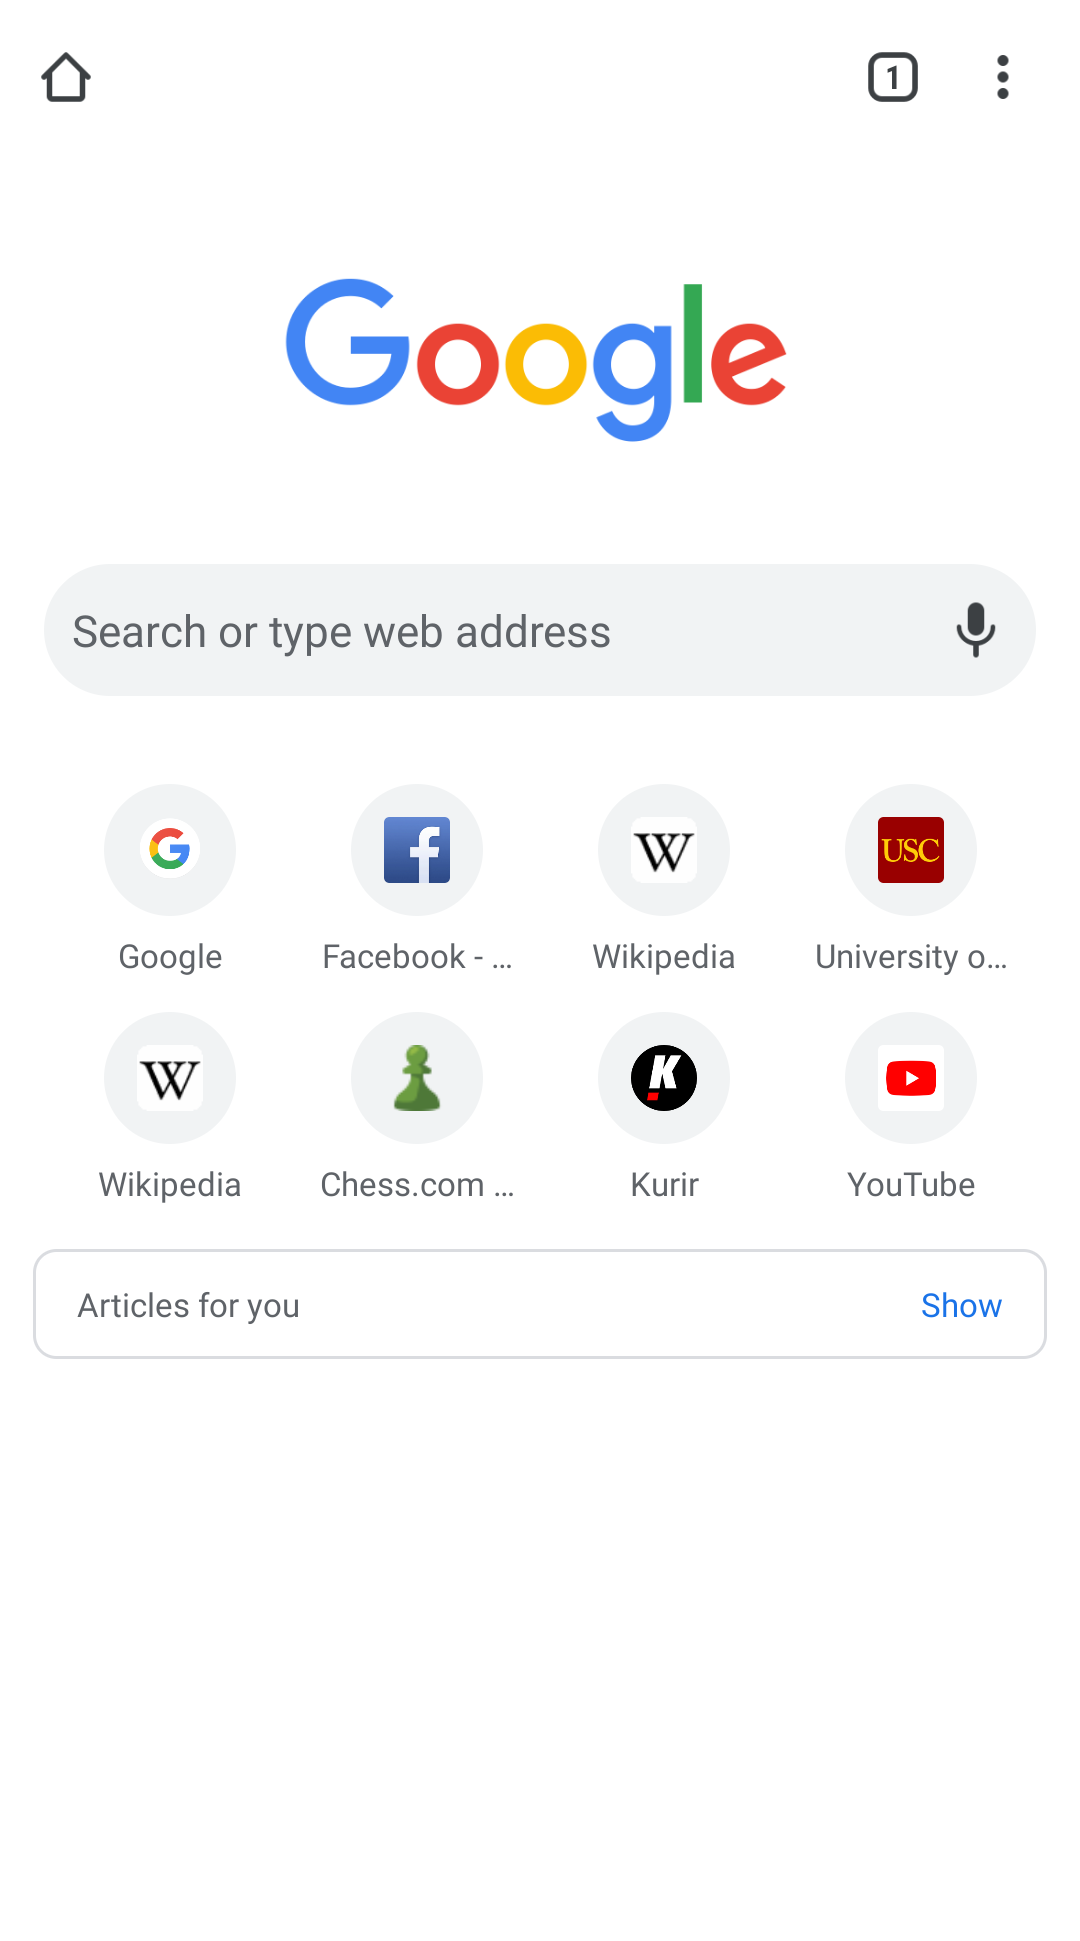 1
Google
Search or type web address
G f W USC
Google Facebook - ... Wikipedia University o...
W K
Wikipedia Chess.com ... Kurir YouTube
Articles for you Show